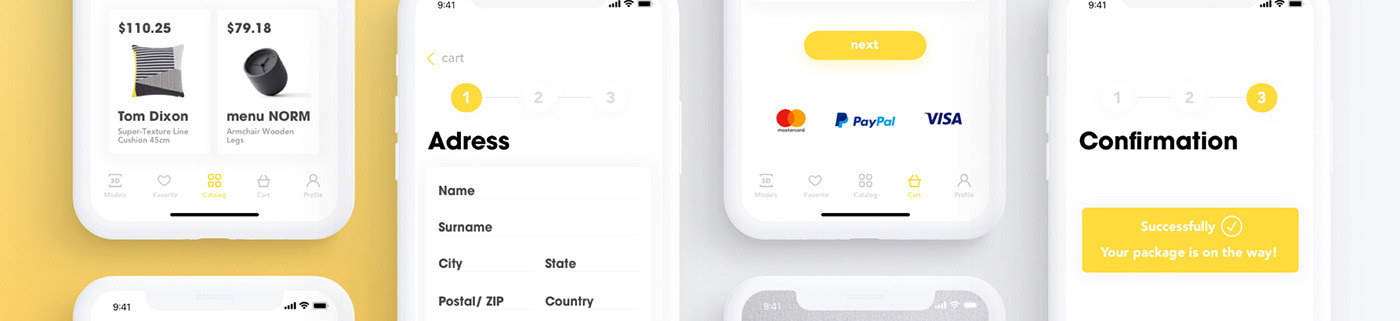 $110.25
$79.18
Tom Dixon
Super-Texture Line
Cushion 45cm
menu NORM
Armchair Wooden
Legs
3D
Models
Favorite
Catalog
Cart
Profile
9:41
9:41
cart
1
2
3
Adress
Name
Surname
City
State
Postal/ ZIP
Country
next
mastercard
PayPal
VISA
3D
Models
Favorite
Catalog
Cart
Profile
9:41
9:41
1
2
3
Confirmation
Successfully
Your package is on the way!